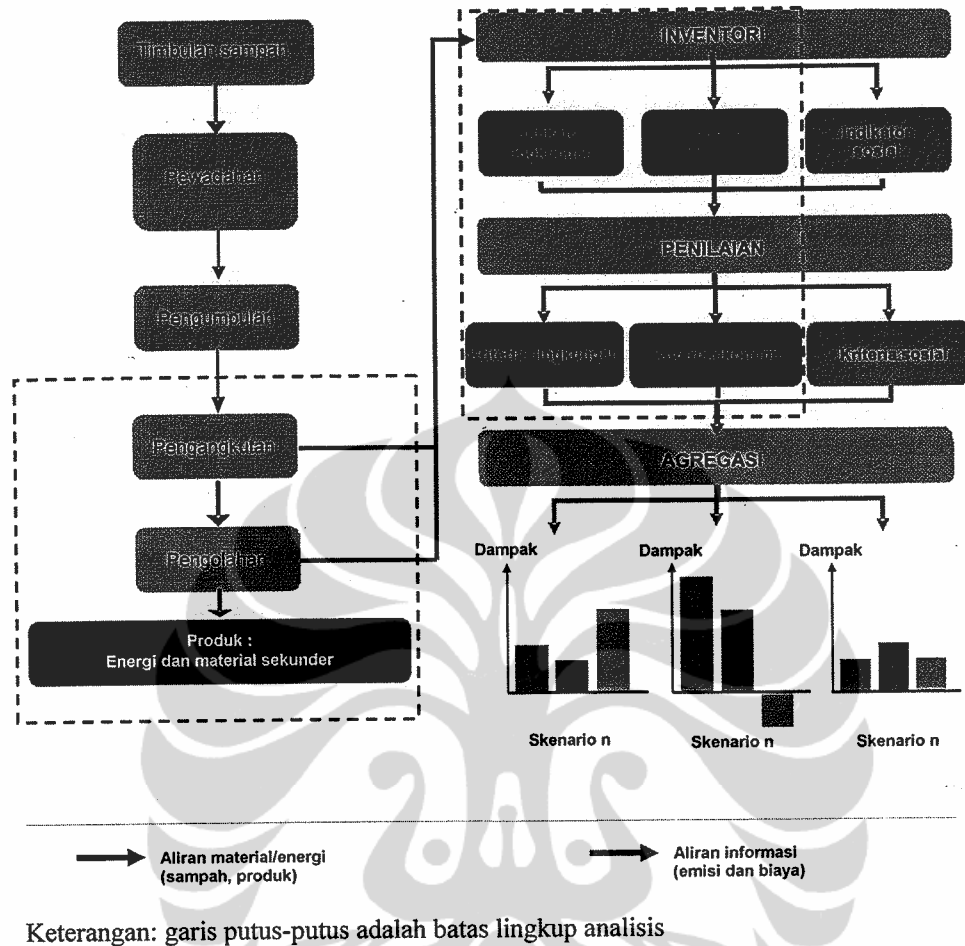 Timbulan sampah
Pewadahan
Pengumpulan
Pengangkutan
Pengolahan
Produk :
Energi dan material sekunder
INVENTORI
Indikator
sosial
PENILAIAN
Kriteria lingkungan
Kriteria sosial
AGREGASI
Dampak
Dampak
Dampak
Skenario n
Skenario n
Skenario n
Aliran material/energi
(sampah, produk)
Aliran informasi
(emisi dan biaya)
Keterangan: garis putus-putus adalah batas lingkup analisis